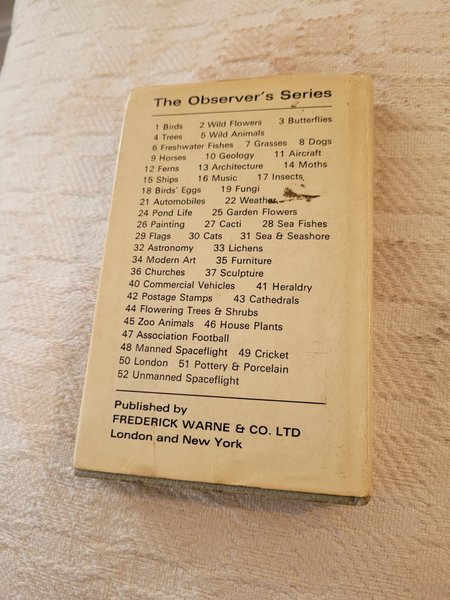 The Observer's Series
1 Birds 2 Wild Flowers 3 Butterflies
4 Trees 5 Wild Animals
6 Freshwater Fishes 7 Grasses 8 Dogs
9 Horses 10 Geology 11 Aircraft
12 Ferns 13 Architecture 14 Moths
15 Ships 16 Music 17 Insects
18 Birds' Eggs 19 Fungi
21 Automobiles 22 Weather
24 Pond Life 25 Garden Flowers
26 Painting 27 Cacti 28 Sea Fishes
29 Flags 30 Cats 31 Sea & Seashore
32 Astronomy 33 Lichens
34 Modern Art 35 Furniture
36 Churches 37 Sculpture
40 Commercial Vehicles 41 Heraldry
42 Postage Stamps 43 Cathedrals
44 Flowering Trees & Shrubs
45 Zoo Animals 46 House Plants
47 Association Football
48 Manned Spaceflight 49 Cricket
50 London 51 Pottery & Porcelain
52 Unmanned Spaceflight
Published by
FREDERICK WARNE & CO. LTD
London and New York